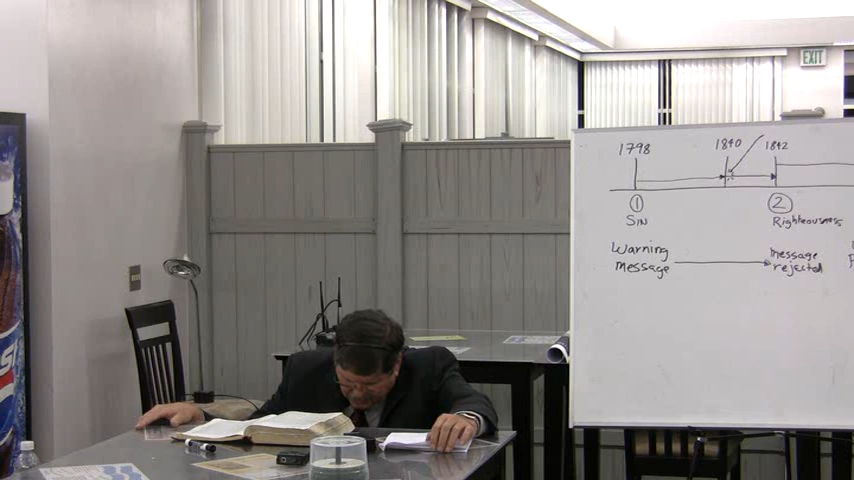 EXIT
1798 1840 1842
① ②
SIN Righteousness
Warning message
message rejected